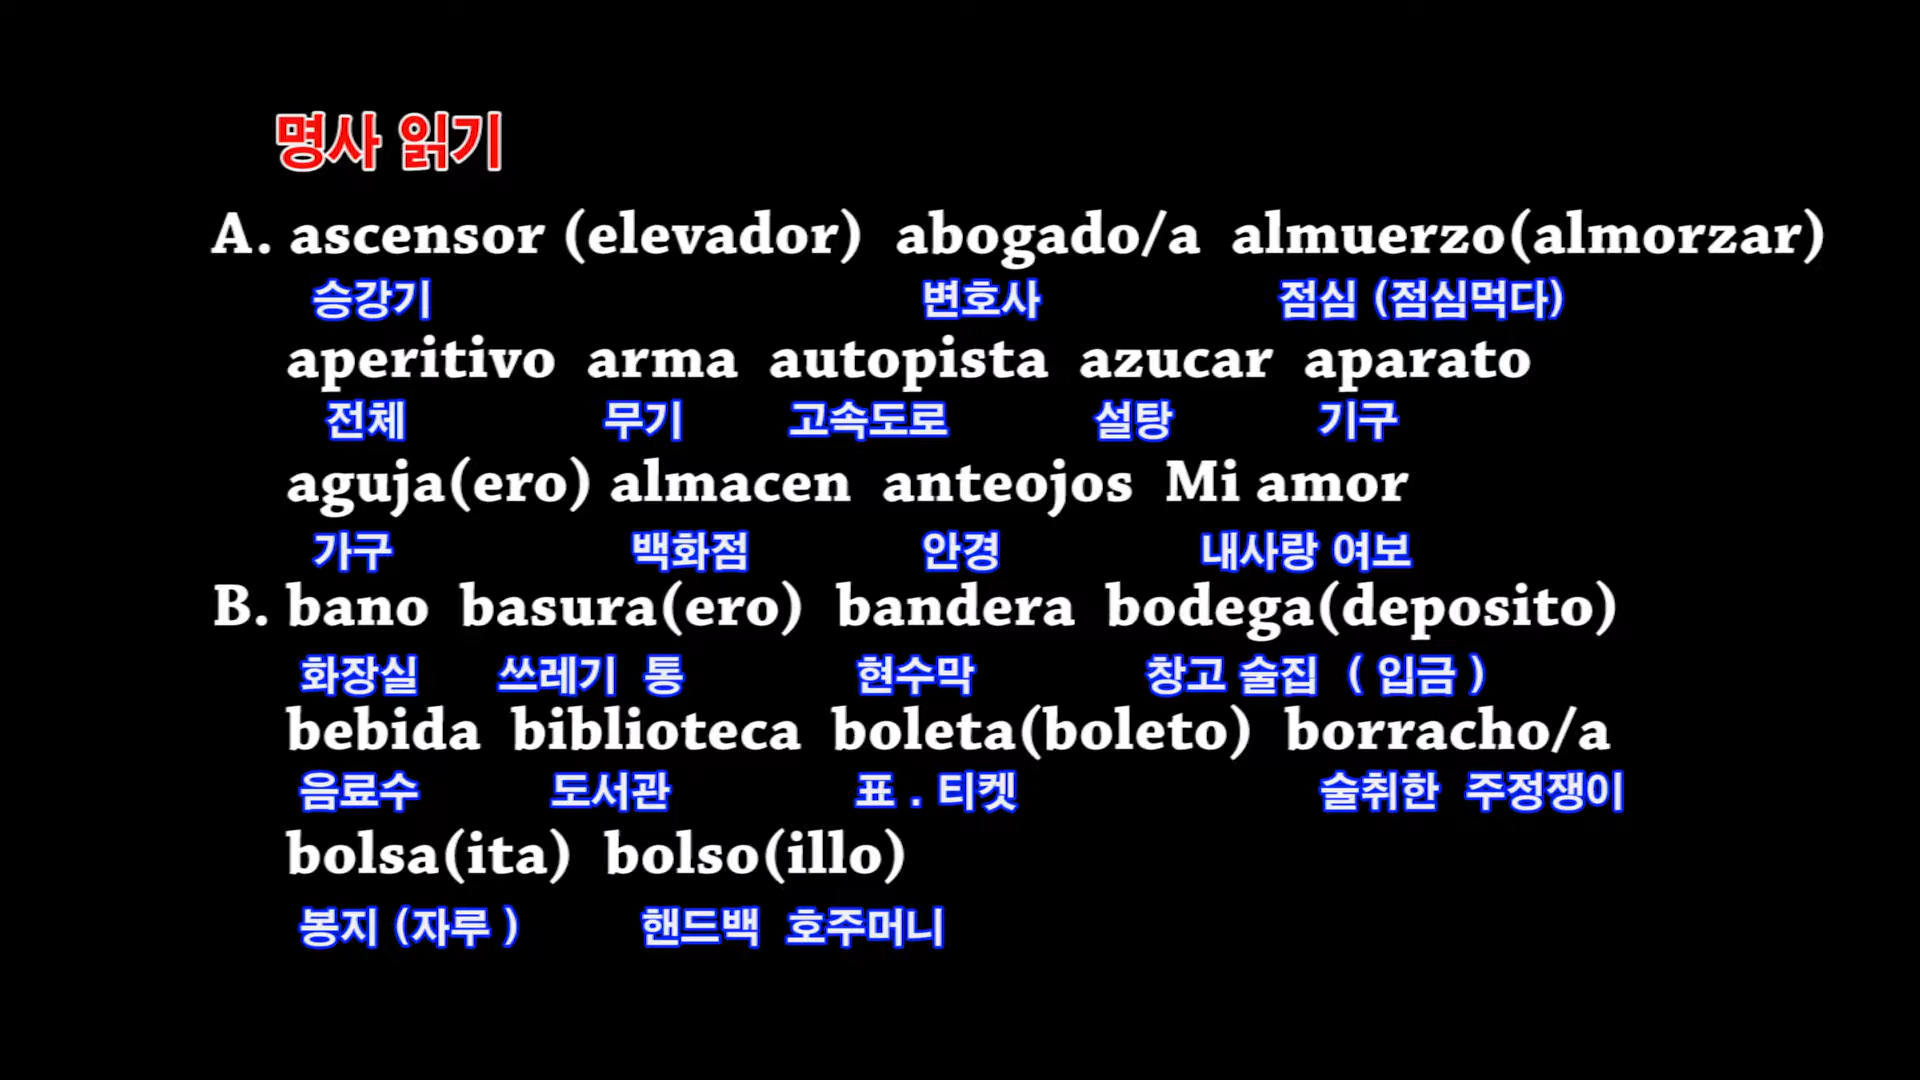 명사 읽기
A. ascensor (elevador) abogado/a almuerzo(almorzar)
승강기 변호사 점심 (점심먹다)
aperitivo arma autopista azucar aparato
전체 무기 고속도로 설탕 기구
aguja(ero) almacen anteojos Mi amor
가구 백화점 안경 내사랑 여보
B. bano basura(ero) bandera bodega(deposito)
화장실 쓰레기 통 현수막 창고 술집 ( 입금 )
bebida biblioteca boleta(boleto) borracho/a
음료수 도서관 표 . 티켓 술취한 주정쟁이
bolsa(ita) bolso(illo)
봉지 (자루 ) 핸드백 호주머니